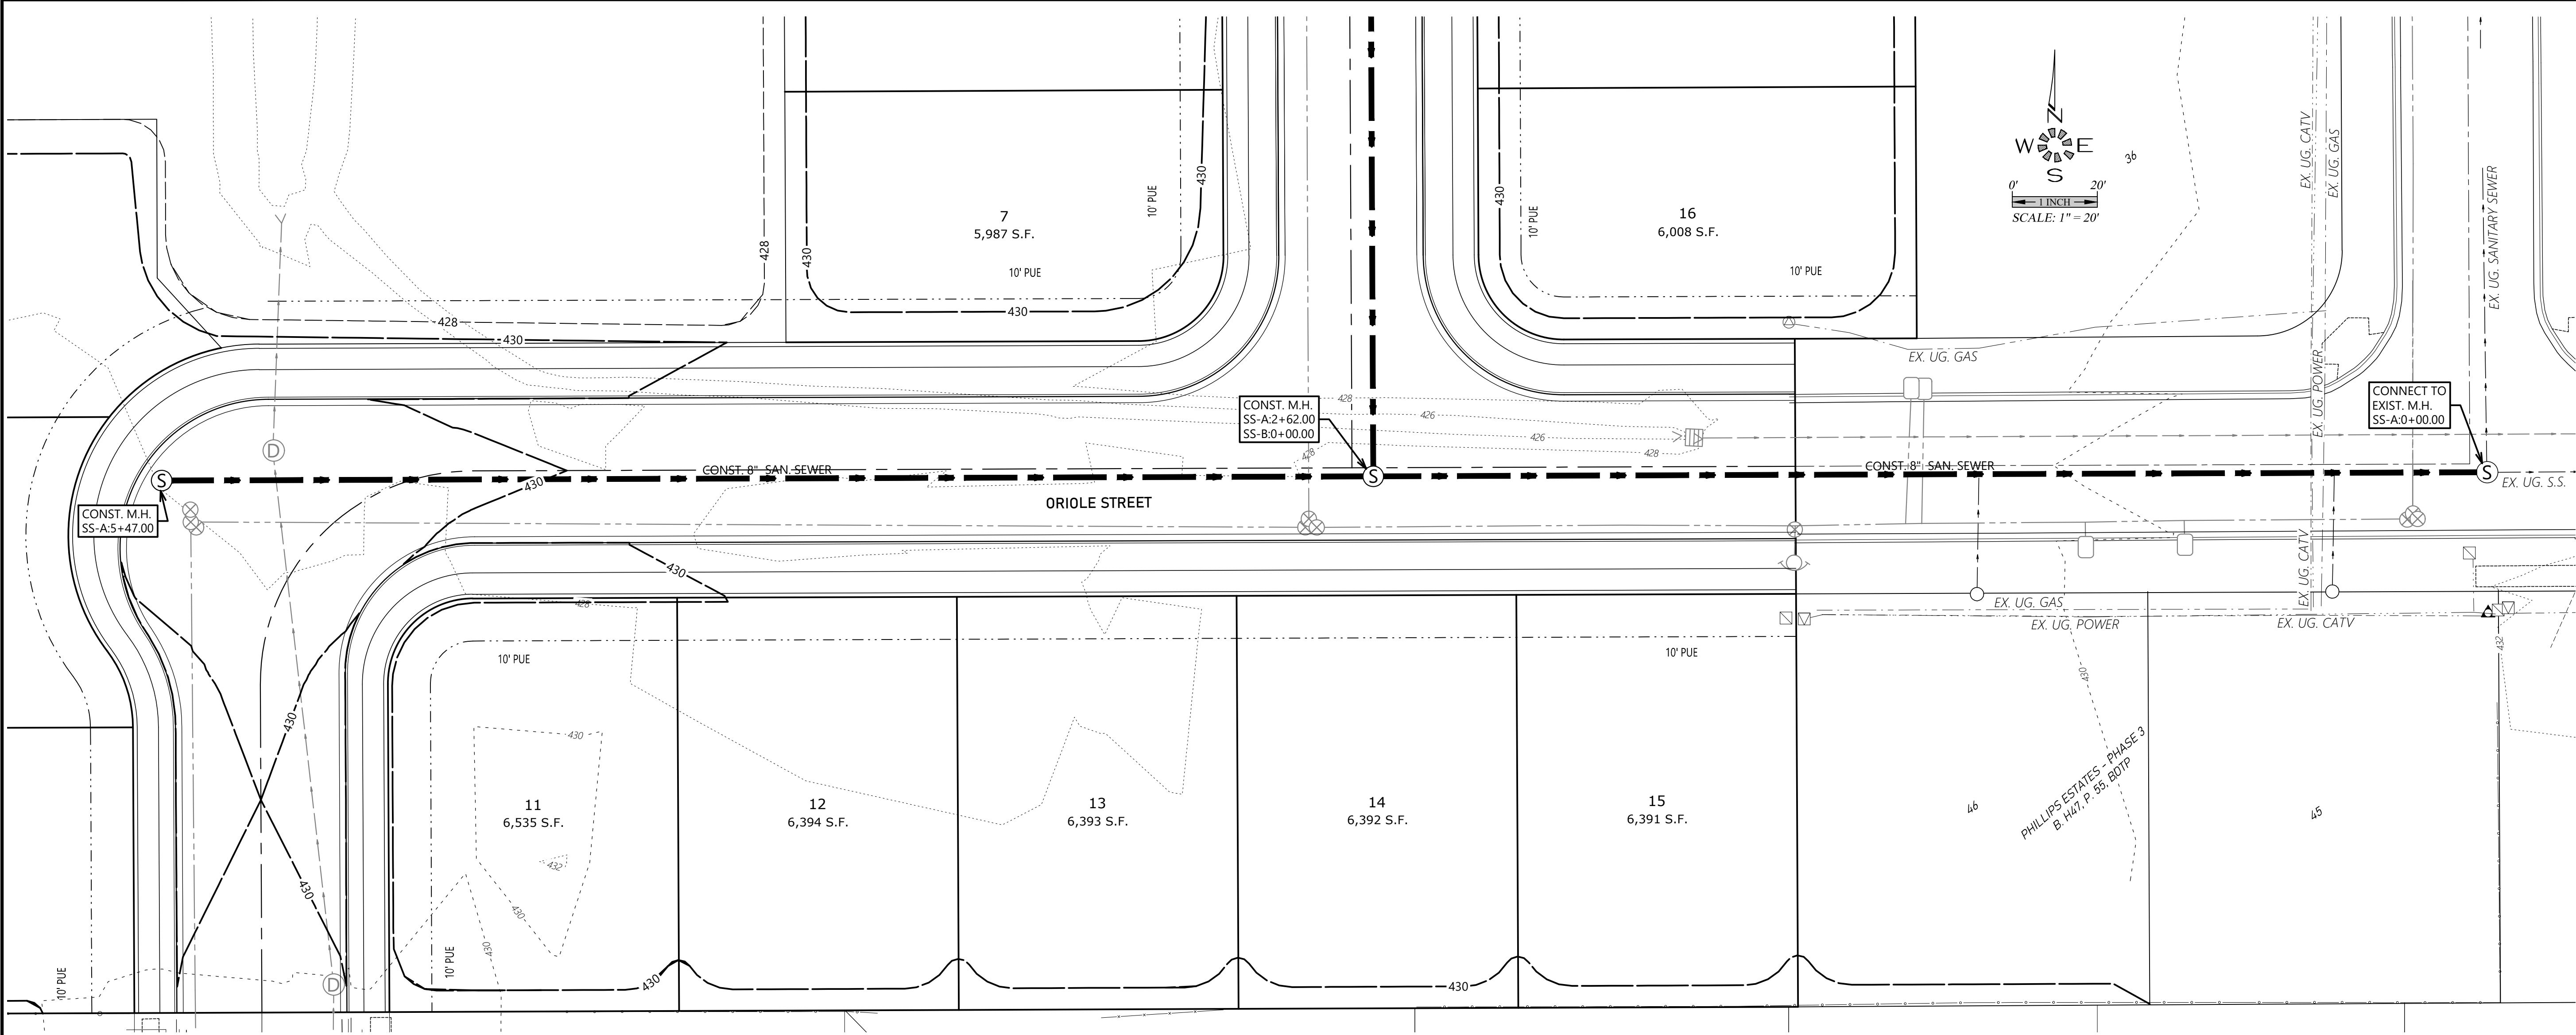 7
5,987 S.F.
10' PUE
10' PUE
430
430
430
428
428
430
16
6,008 S.F.
10' PUE
10' PUE
430
430
N
W
E
S
0'
20'
1 INCH
SCALE: 1" = 20'
36
EX. UG. CATV
EX. UG. GAS
EX. UG. SANITARY SEWER
EX. UG. GAS
EX. UG. POWER
CONNECT TO
EXIST. M.H.
SS-A:0+00.00
CONST. M.H.
SS-A:2+62.00
SS-B:0+00.00
428
426
426
428
428
D
S
CONST. 8" SAN. SEWER
S
CONST. 8" SAN. SEWER
S
EX. UG. S.S.
430
ORIOLE STREET
CONST. M.H.
SS-A:5+47.00
430
428
EX. UG. CATV
EX. UG. GAS
EX. UG. POWER
EX. UG. CATV
432
10' PUE
10' PUE
430
430
430
11
6,535 S.F.
432
430
430
12
6,394 S.F.
13
6,393 S.F.
14
6,392 S.F.
15
6,391 S.F.
46
PHILLIPS ESTATES - PHASE 3
B. H47, P. 55, BDTP
45
430
10' PUE
10' PUE
D
430
430